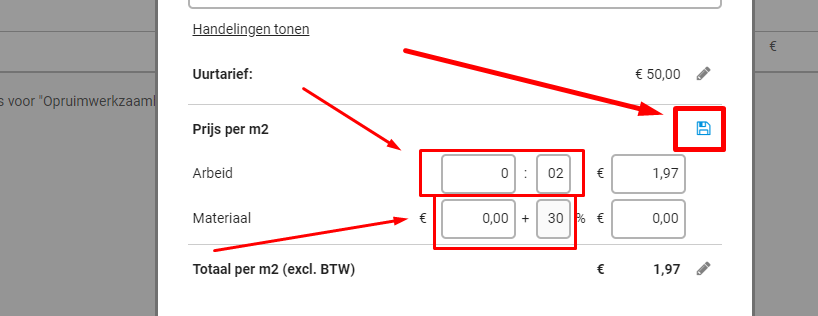 Handelingen tonen
€
Uurtarief: € 50,00
s voor "Opruimwerkzaaml
Prijs per m2
Arbeid 0 : 02 € 1,97
Materiaal € 0,00 + 30 % € 0,00
Totaal per m2 (excl. BTW) € 1,97